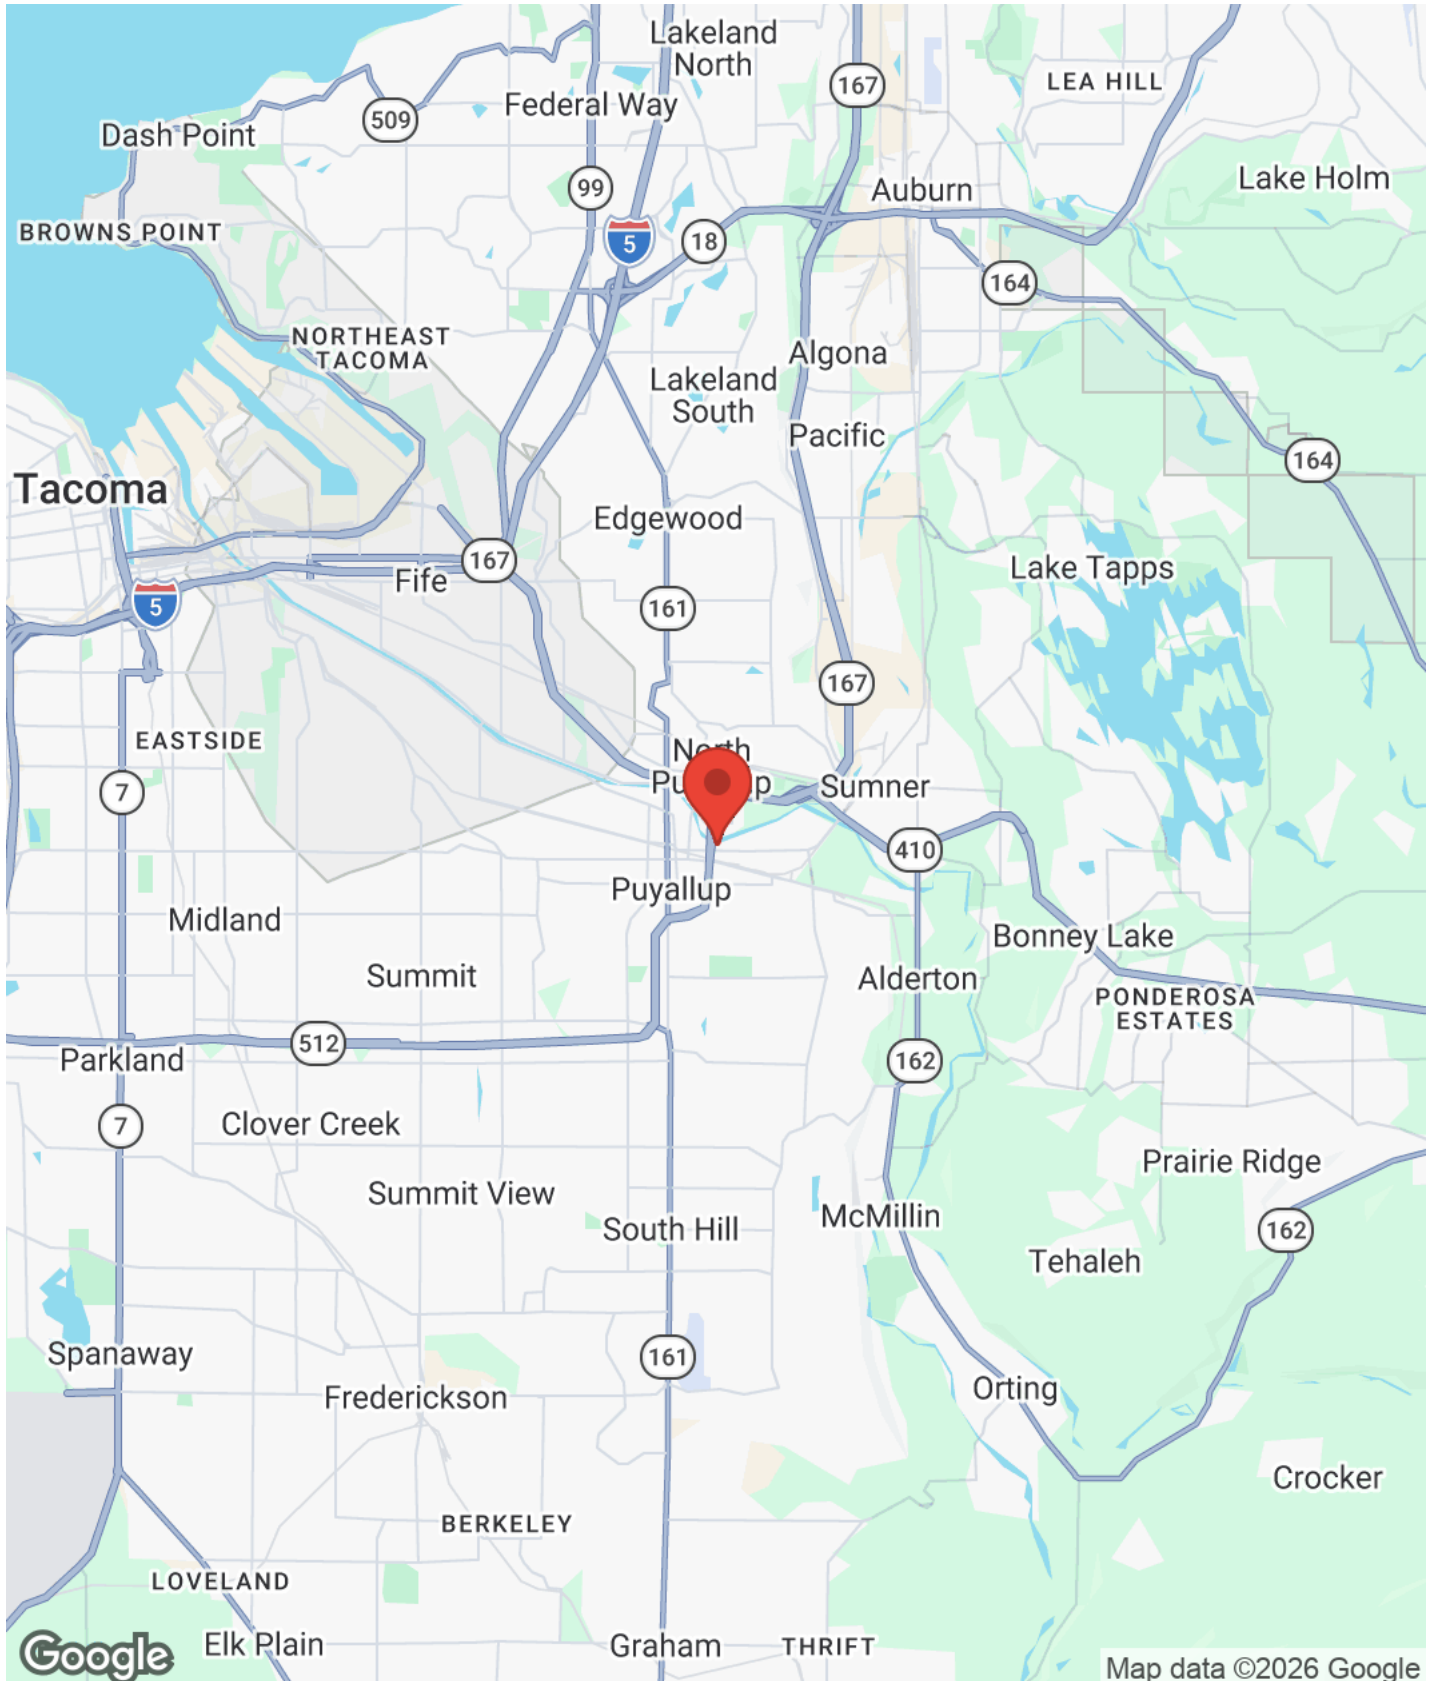 Lakeland
North
167
LEA HILL
Federal Way
509
Dash Point
99
Auburn
Lake Holm
BROWNS POINT
5
18
164
NORTHEAST
TACOMA
Algona
Lakeland
South
Pacific
164
Tacoma
Edgewood
167
Lake Tapps
Fife
5
161
167
EASTSIDE
North
7
Sumner
410
Puyallup
Midland
Bonney Lake
Summit
Alderton
PONDEROSA
ESTATES
512
Parkland
162
7
Clover Creek
Prairie Ridge
Summit View
McMillin
South Hill
162
Tehaleh
Spanaway
161
Orting
Frederickson
Crocker
BERKELEY
LOVELAND
Elk Plain
Graham
THRIFT
Google
Map data ©2026 Google